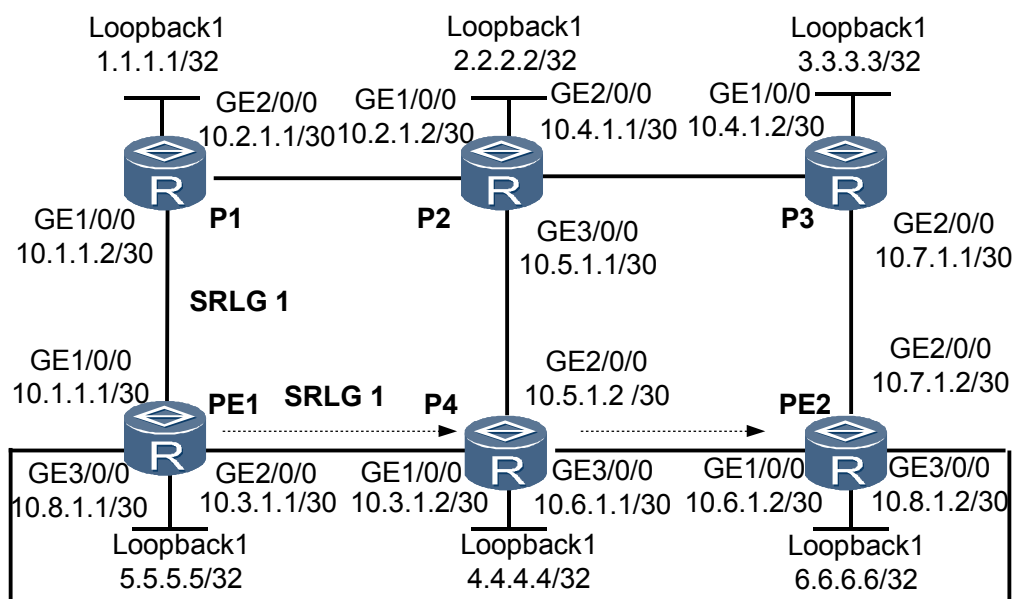 Loopback1
1.1.1.1/32
Loopback1
2.2.2.2/32
Loopback1
3.3.3.3/32
GE2/0/0
10.2.1.1/30
GE1/0/0
10.2.1.2/30
GE2/0/0
10.4.1.1/30
GE1/0/0
10.4.1.2/30
R
R
R
P1
P2
P3
GE1/0/0
10.1.1.2/30
GE3/0/0
10.5.1.1/30
GE2/0/0
10.7.1.1/30
SRLG 1
GE1/0/0
10.1.1.1/30
GE2/0/0
10.5.1.2 /30
GE2/0/0
10.7.1.2/30
PE1
SRLG 1
P4
PE2
R
R
R
GE3/0/0
10.8.1.1/30
GE2/0/0
10.3.1.1/30
GE1/0/0
10.3.1.2/30
GE3/0/0
10.6.1.1/30
GE1/0/0
10.6.1.2/30
GE3/0/0
10.8.1.2/30
Loopback1
5.5.5.5/32
Loopback1
4.4.4.4/32
Loopback1
6.6.6.6/32